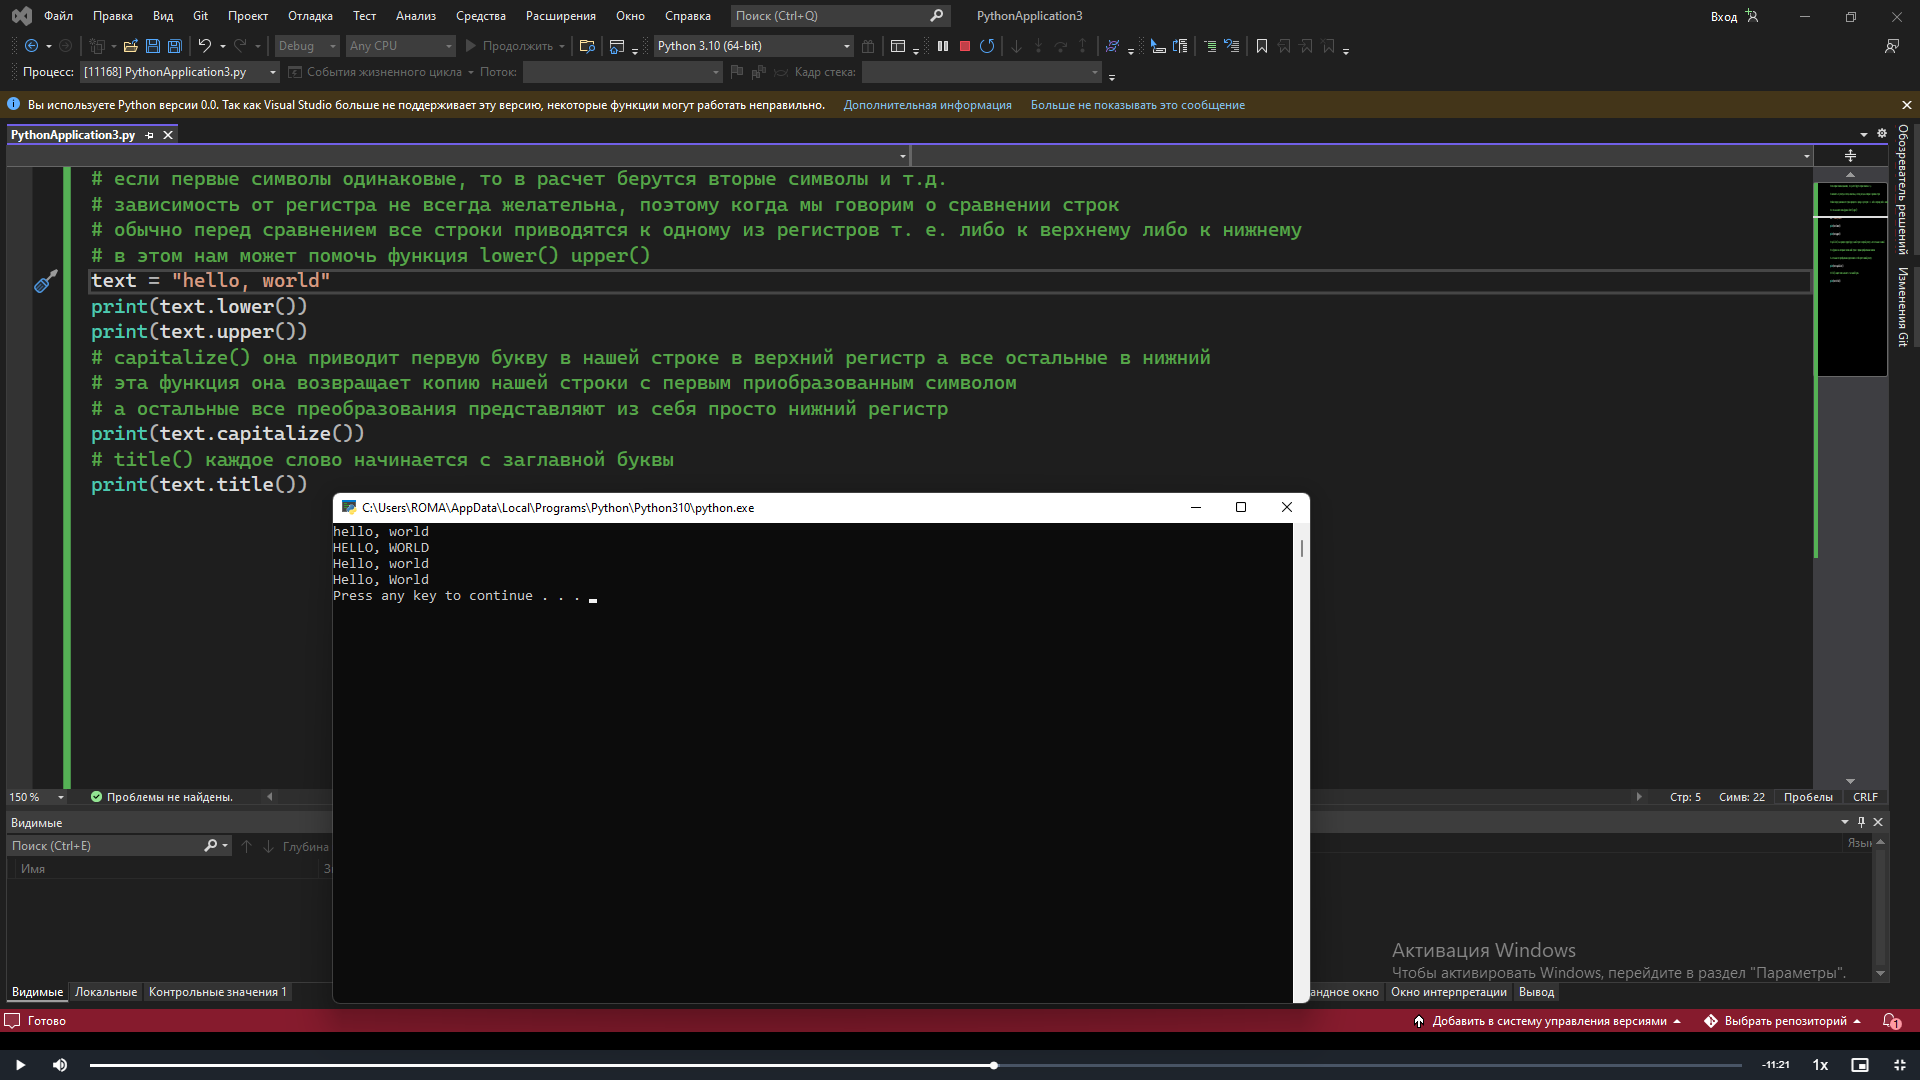 Файл Правка Вид Git Проект Отладка Тест Анализ Средства Расширения Окно Справка Поиск (Ctrl+Q) PythonApplication3 Вход
Debug Any CPU Продолжить Python 3.10 (64-bit)
Процесс: [11168] PythonApplication3.py События жизненного цикла Поток: Кадр стека:
Вы используете Python версии 0.0. Так как Visual Studio больше не поддерживает эту версию, некоторые функции могут работать неправильно. Дополнительная информация Больше не показывать это сообщение
PythonApplication3.py
# если первые символы одинаковые, то в расчет берутся вторые символы и т.д.
# зависимость от регистра не всегда желательна, поэтому когда мы говорим о сравнении строк
# обычно перед сравнением все строки приводятся к одному из регистров т. е. либо к верхнему либо к нижнему
# в этом нам может помочь функция lower() upper()
text = "hello, world"
print(text.lower())
print(text.upper())
# capitalize() она приводит первую букву в нашей строке в верхний регистр а все остальные в нижний
# эта функция она возвращает копию нашей строки с первым приобразованным символом
# а остальные все преобразования представляют из себя просто нижний регистр
print(text.capitalize())
# title() каждое слово начинается с заглавной буквы
print(text.title())
Обозреватель решений
Изменения Git
C:\Users\ROMA\AppData\Local\Programs\Python\Python310\python.exe
hello, world
HELLO, WORLD
Hello, world
Hello, World
Press any key to continue . . .
150 % Проблемы не найдены. Стр: 5 Симв: 22 Пробелы CRLF
Видимые
Поиск (Ctrl+E) Глубина
Имя
Активация Windows
Чтобы активировать Windows, перейдите в раздел "Параметры".
Видимые Локальные Контрольные значения 1 андное окно Окно интерпретации Вывод
Готово Добавить в систему управления версиями Выбрать репозиторий 1
-11:21 1x